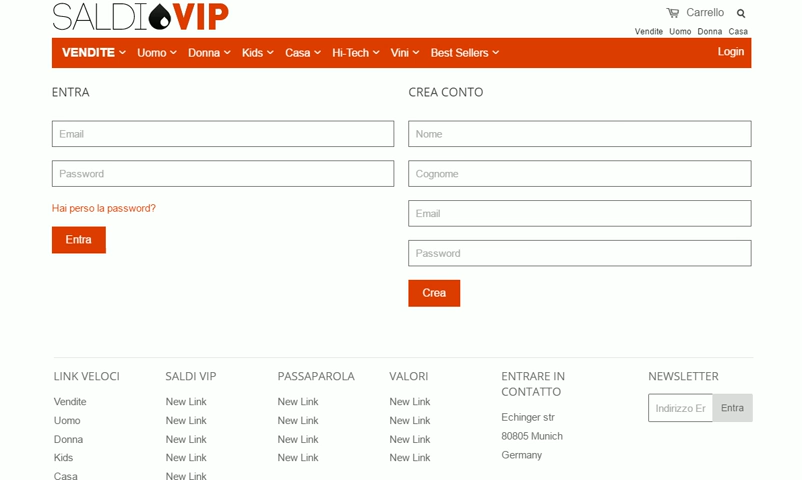 SALDI VIP
Carrello
Vendite Uomo Donna Casa
VENDITE Uomo Donna Kids Casa Hi-Tech Vini Best Sellers Login
ENTRA
Email
Password
Hai perso la password?
Entra
CREA CONTO
Nome
Cognome
Email
Password
Crea
LINK VELOCI
Vendite
Uomo
Donna
Kids
Casa
SALDI VIP
New Link
New Link
New Link
New Link
New Link
PASSAPAROLA
New Link
New Link
New Link
New Link
VALORI
New Link
New Link
New Link
New Link
ENTRARE IN
CONTATTO
Echinger str
80805 Munich
Germany
NEWSLETTER
Indirizzo Er
Entra